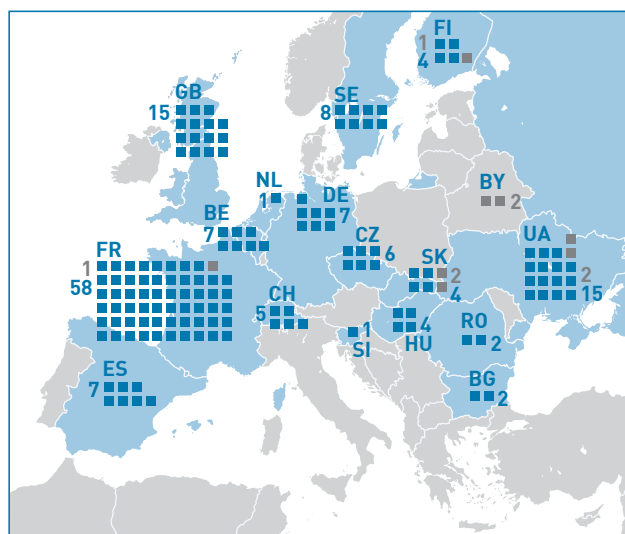 FI
1
4
GB
15
SE
8
NL
1
DE
7
BY
2
BE
7
CZ
6
UA
2
15
FR
1
58
SK
2
4
CH
5
SI
1
HU
4
RO
2
ES
7
BG
2